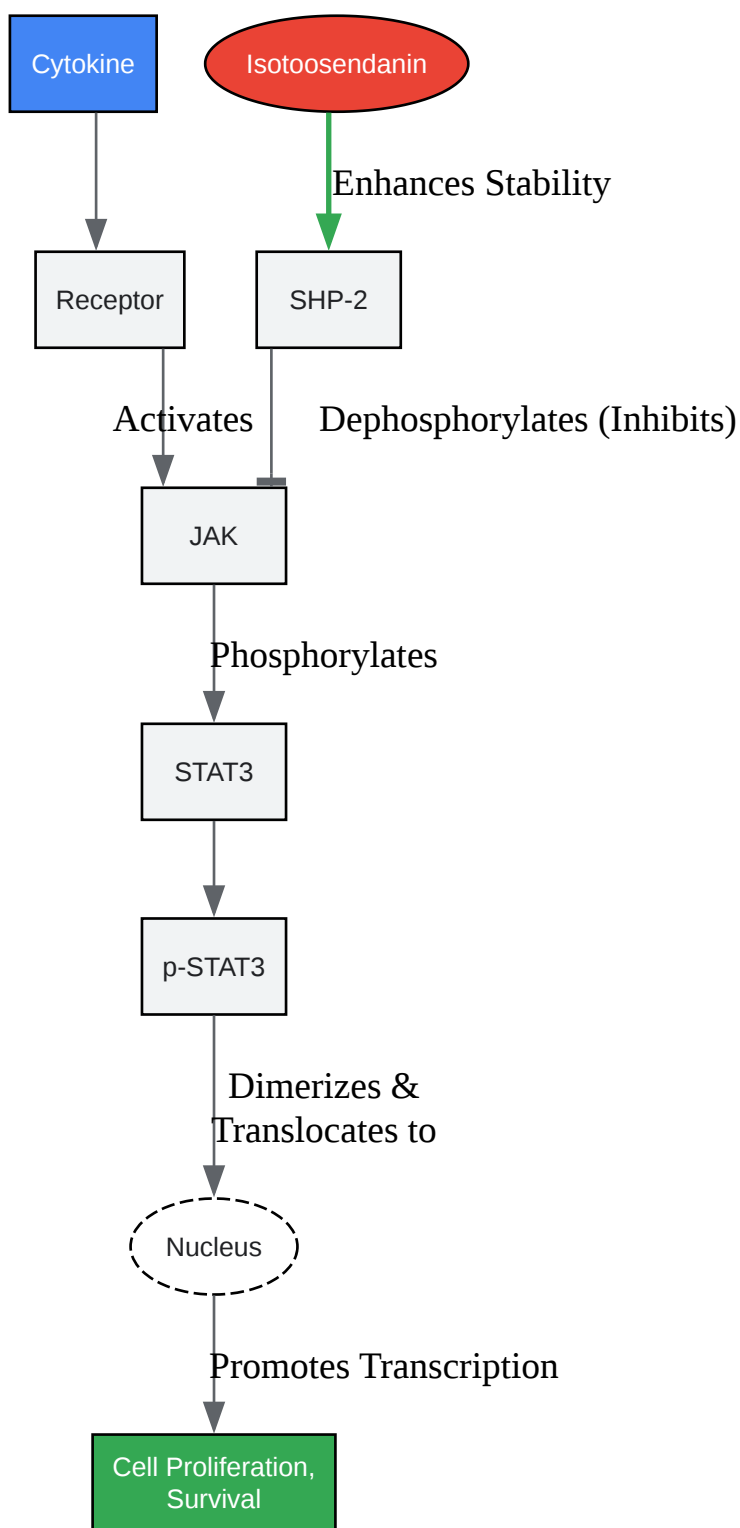 Cytokine
Isotoosendanin
Enhances Stability
Receptor
SHP-2
Activates
Dephosphorylates (Inhibits)
JAK
Phosphorylates
STAT3
p-STAT3
Dimerizes &
Translocates to
Nucleus
Promotes Transcription
Cell Proliferation,
Survival